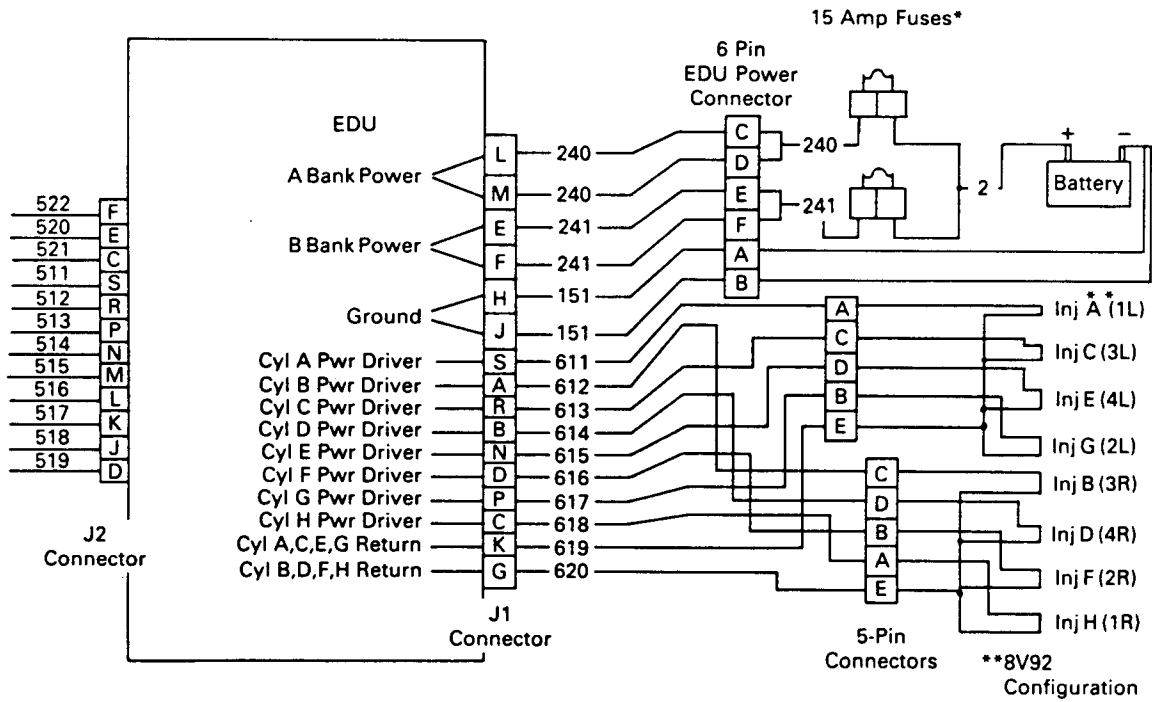 15 Amp Fuses*
6 Pin
EDU Power
Connector
EDU
A Bank Power
B Bank Power
Ground
Cyl A Pwr Driver
Cyl B Pwr Driver
Cyl C Pwr Driver
Cyl D Pwr Driver
Cyl E Pwr Driver
Cyl F Pwr Driver
Cyl G Pwr Driver
Cyl H Pwr Driver
Cyl A,C,E,G Return
Cyl B,D,F,H Return
L 240
M 240
E 241
F 241
H 151
J 151
S 611
A 612
R 613
B 614
N 615
D 616
P 617
C 618
K 619
G 620
J1
Connector
522 F
520 E
521 C
511 S
512 R
513 P
514 N
515 M
516 L
517 K
518 J
519 D
J2
Connector
C
D
E
F
A
B
240
241
2
+ −
Battery
A
C
D
B
E
C
D
B
A
E
5-Pin
Connectors
Inj A** (1L)
Inj C (3L)
Inj E (4L)
Inj G (2L)
Inj B (3R)
Inj D (4R)
Inj F (2R)
Inj H (1R)
**8V92
Configuration